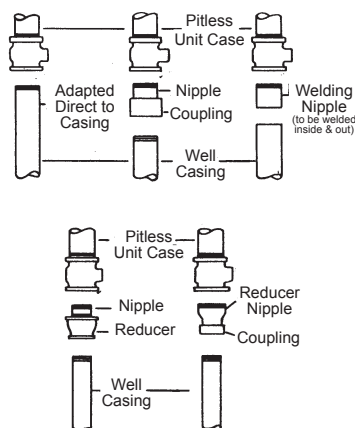 Pitless
Unit Case
Adapted
Direct to
Casing
Nipple
Coupling
Welding
Nipple
(to be welded
inside & out)
Well
Casing
Pitless
Unit Case
Nipple
Reducer
Reducer
Nipple
Coupling
Well
Casing